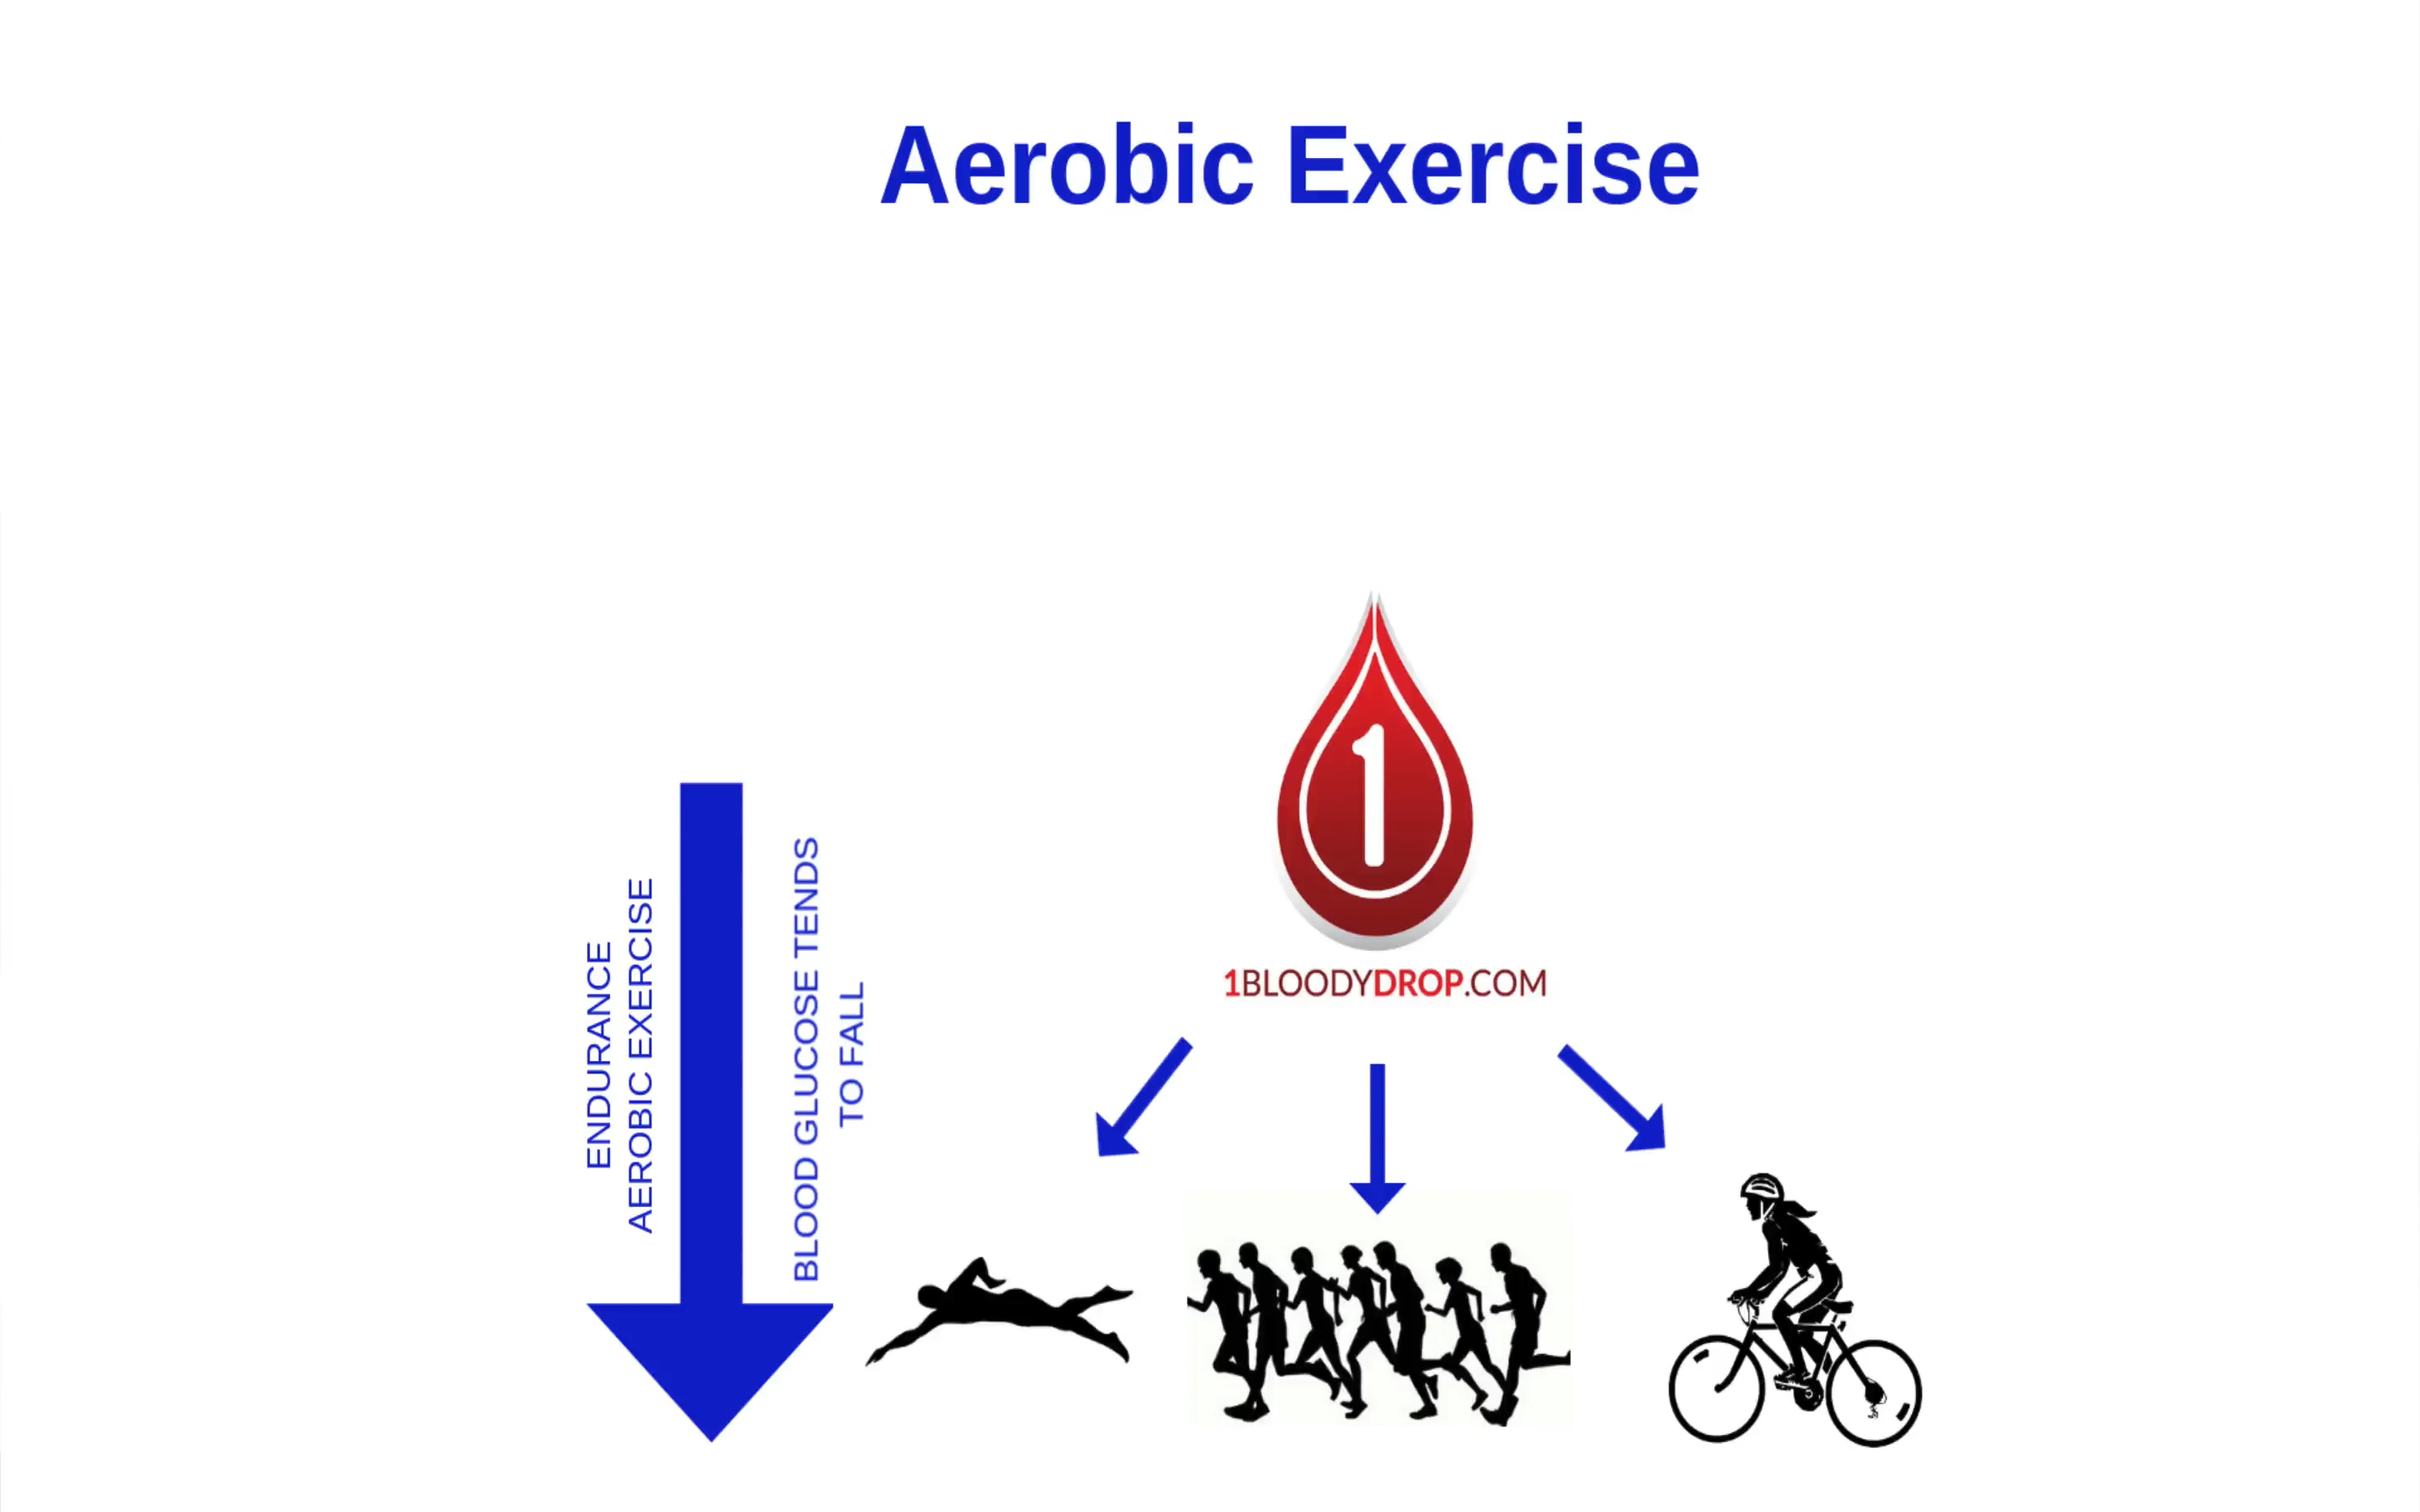 Aerobic Exercise
ENDURANCE
AEROBIC EXERCISE
BLOOD GLUCOSE TENDS
TO FALL
1
1BLOODYDROP.COM